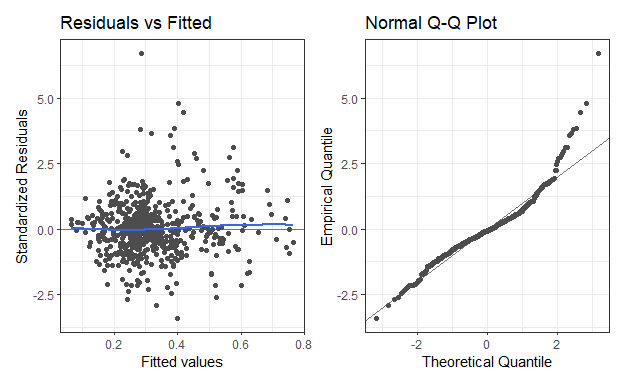 Residuals vs Fitted
Standardized Residuals
5.0
2.5
0.0
-2.5
0.2
0.4
0.6
0.8
Fitted values
Normal Q-Q Plot
Empirical Quantile
5.0
2.5
0.0
-2.5
-2
0
2
Theoretical Quantile